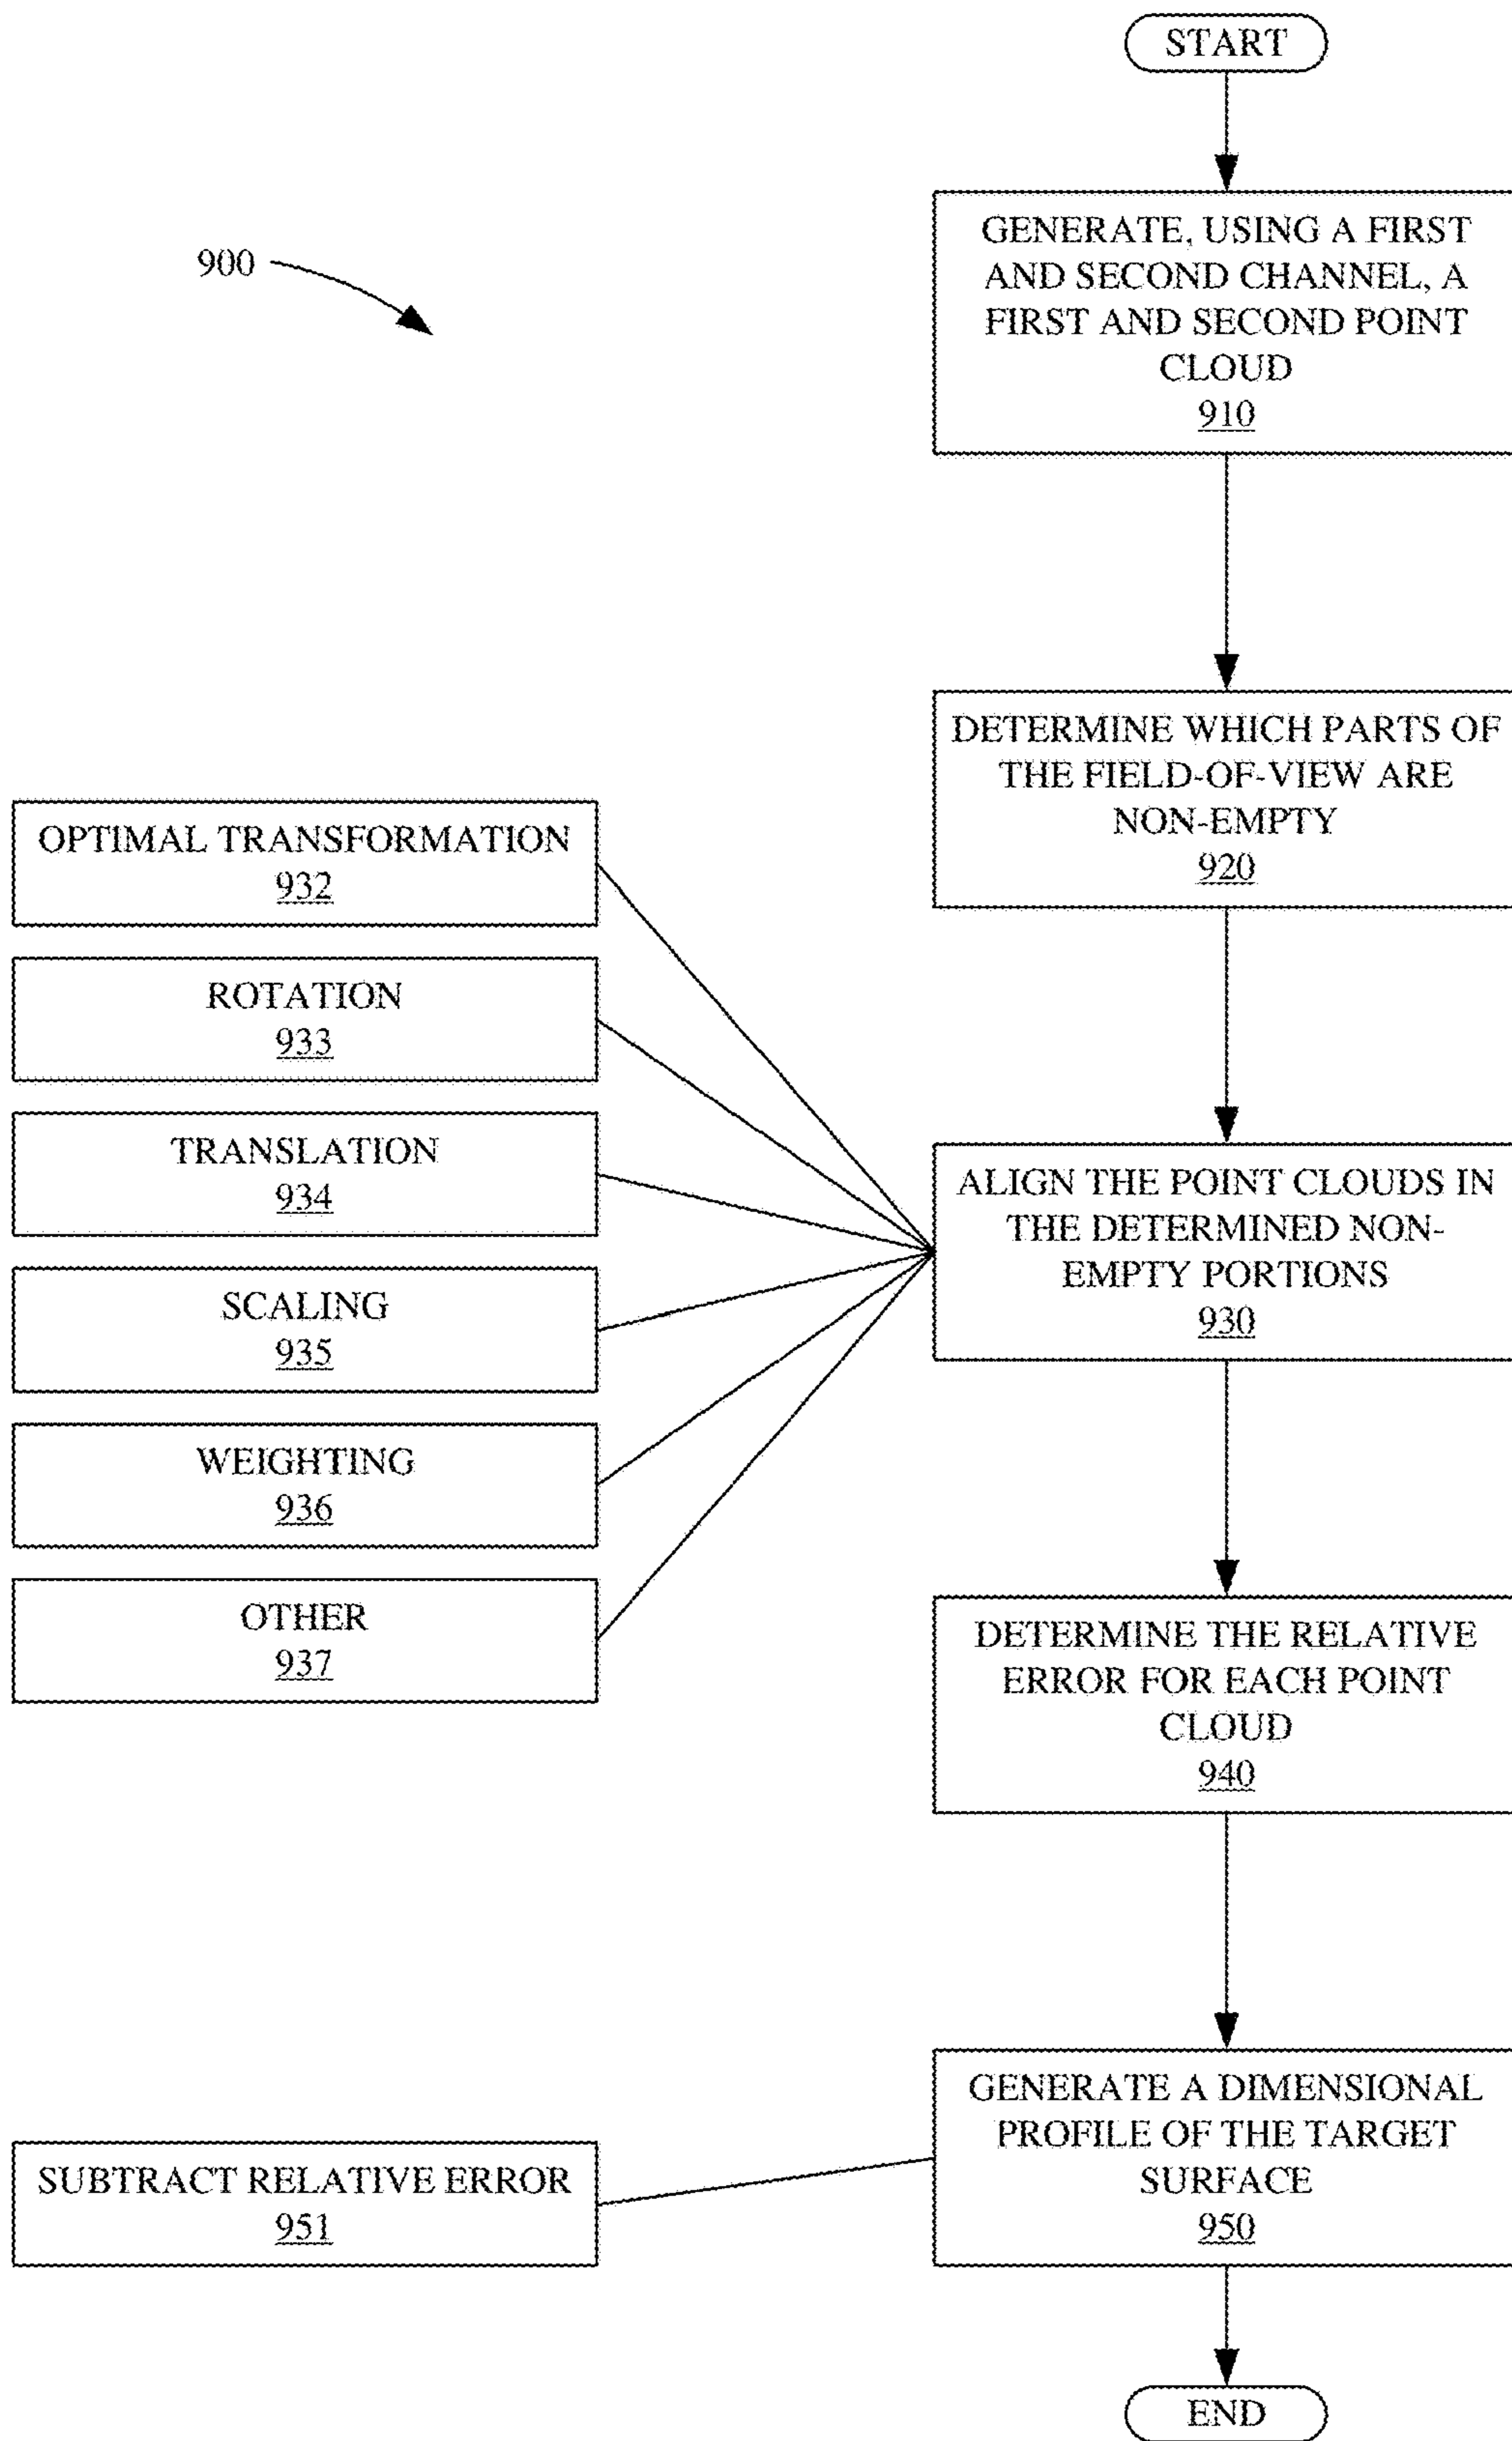 START
900
GENERATE, USING A FIRST
AND SECOND CHANNEL, A
FIRST AND SECOND POINT
CLOUD
910
DETERMINE WHICH PARTS OF
THE FIELD-OF-VIEW ARE
NON-EMPTY
920
OPTIMAL TRANSFORMATION
932
ROTATION
933
TRANSLATION
934
SCALING
935
WEIGHTING
936
OTHER
937
ALIGN THE POINT CLOUDS IN
THE DETERMINED NON-
EMPTY PORTIONS
930
DETERMINE THE RELATIVE
ERROR FOR EACH POINT
CLOUD
940
GENERATE A DIMENSIONAL
PROFILE OF THE TARGET
SURFACE
950
SUBTRACT RELATIVE ERROR
951
END